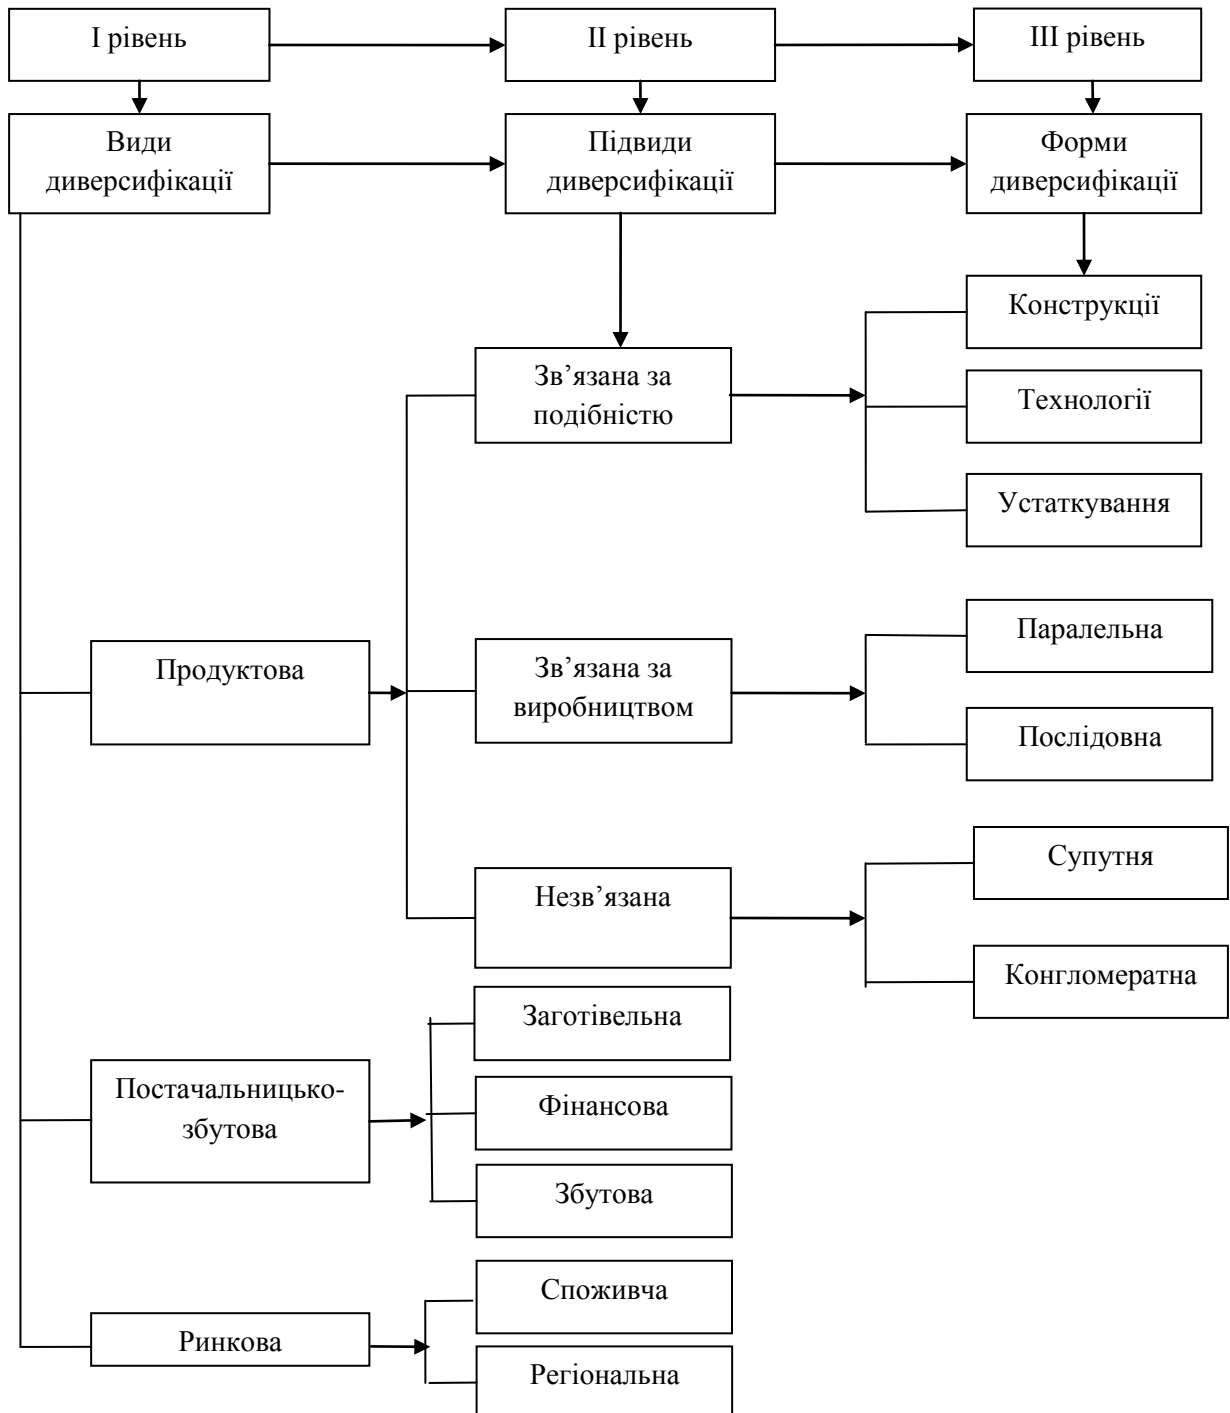 І рівень
ІІ рівень
ІІІ рівень
Види
диверсифікації
Підвиди
диверсифікації
Форми
диверсифікації
Конструкції
Зв’язана за
подібністю
Технології
Устаткування
Продуктова
Зв’язана за
виробництвом
Паралельна
Послідовна
Незв’язана
Супутня
Конгломератна
Постачальницько-
збутова
Заготівельна
Фінансова
Збутова
Ринкова
Споживча
Регіональна